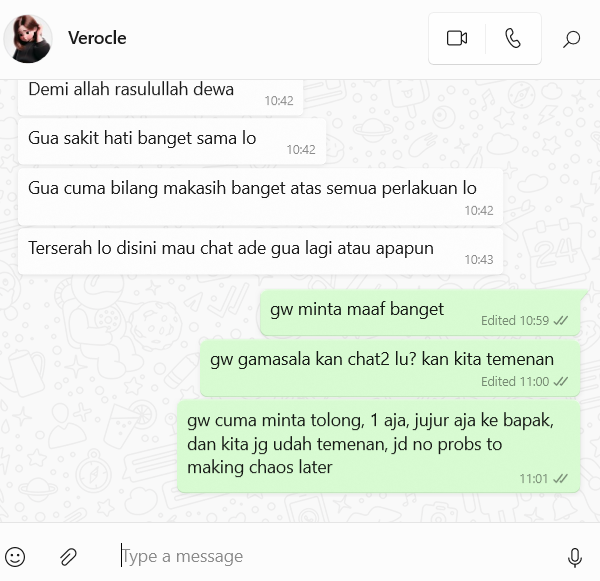 Verocle
Demi allah rasulullah dewa
10:42
Gua sakit hati banget sama lo
10:42
Gua cuma bilang makasih banget atas semua perlakuan lo
10:42
Terserah lo disini mau chat ade gua lagi atau apapun
10:43
gw minta maaf banget
Edited 10:59
gw gamasala kan chat2 lu? kan kita temenan
Edited 11:00
gw cuma minta tolong, 1 aja, jujur aja ke bapak,
dan kita jg udah temenan, jd no probs to
making chaos later
11:01
Type a message